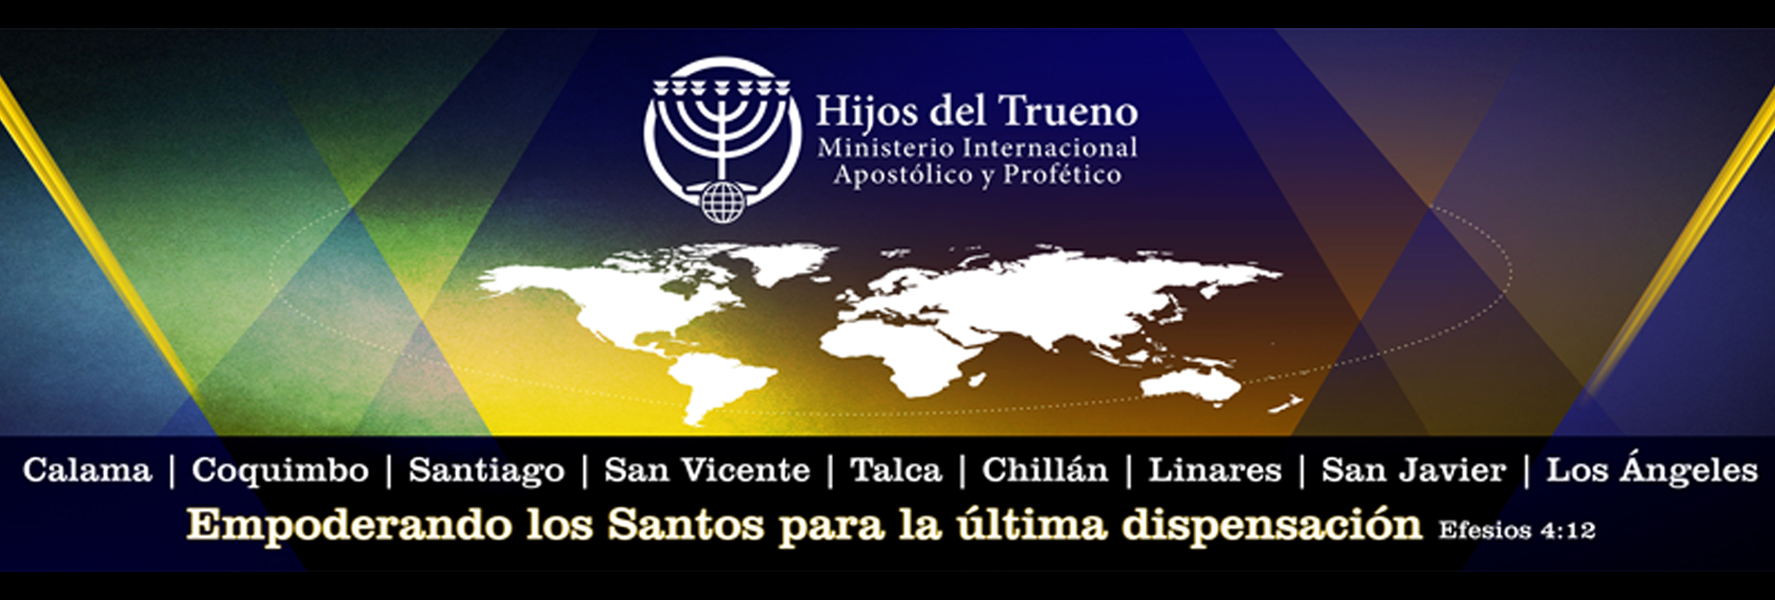 Hijos del Trueno
Ministerio Internacional
Apostólico y Profético
Calama | Coquimbo | Santiago | San Vicente | Talca | Chillán | Linares | San Javier | Los Ángeles
Empoderando los Santos para la última dispensación Efesios 4:12